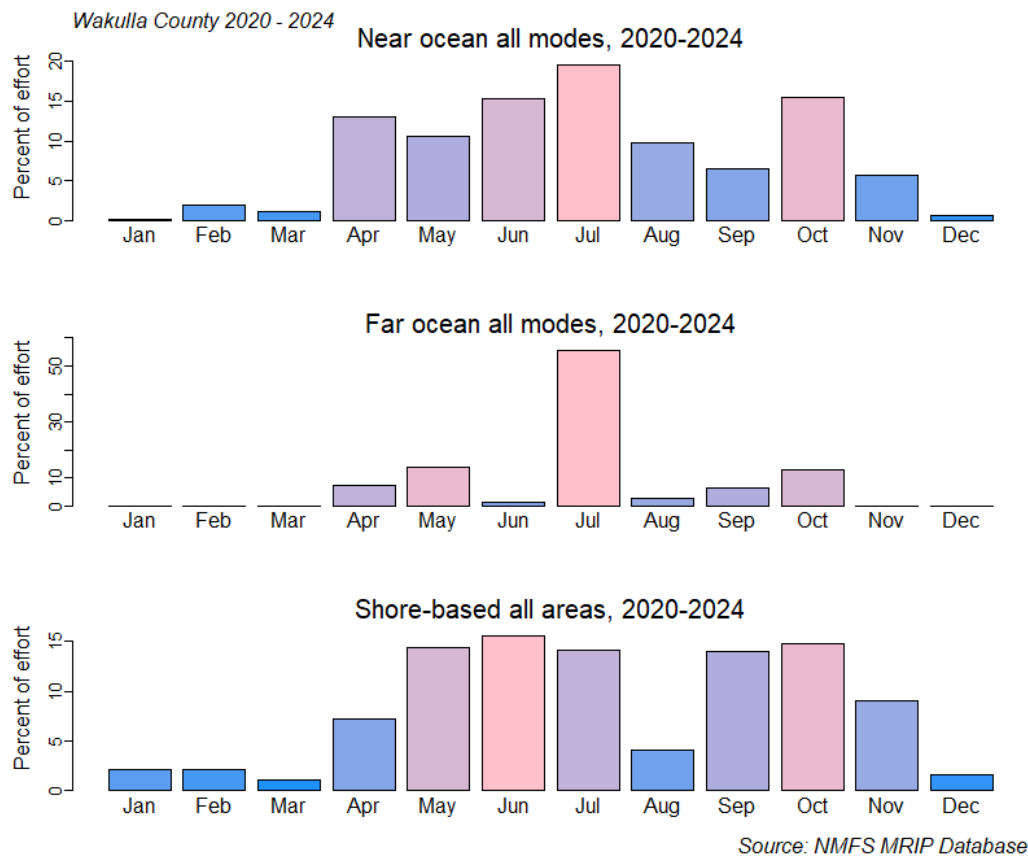 Wakulla County 2020 - 2024
Near ocean all modes, 2020-2024
Percent of effort
20
15
10
5
0
Jan Feb Mar Apr May Jun Jul Aug Sep Oct Nov Dec
Far ocean all modes, 2020-2024
Percent of effort
50
30
10
0
Jan Feb Mar Apr May Jun Jul Aug Sep Oct Nov Dec
Shore-based all areas, 2020-2024
Percent of effort
15
10
5
0
Jan Feb Mar Apr May Jun Jul Aug Sep Oct Nov Dec
Source: NMFS MRIP Database